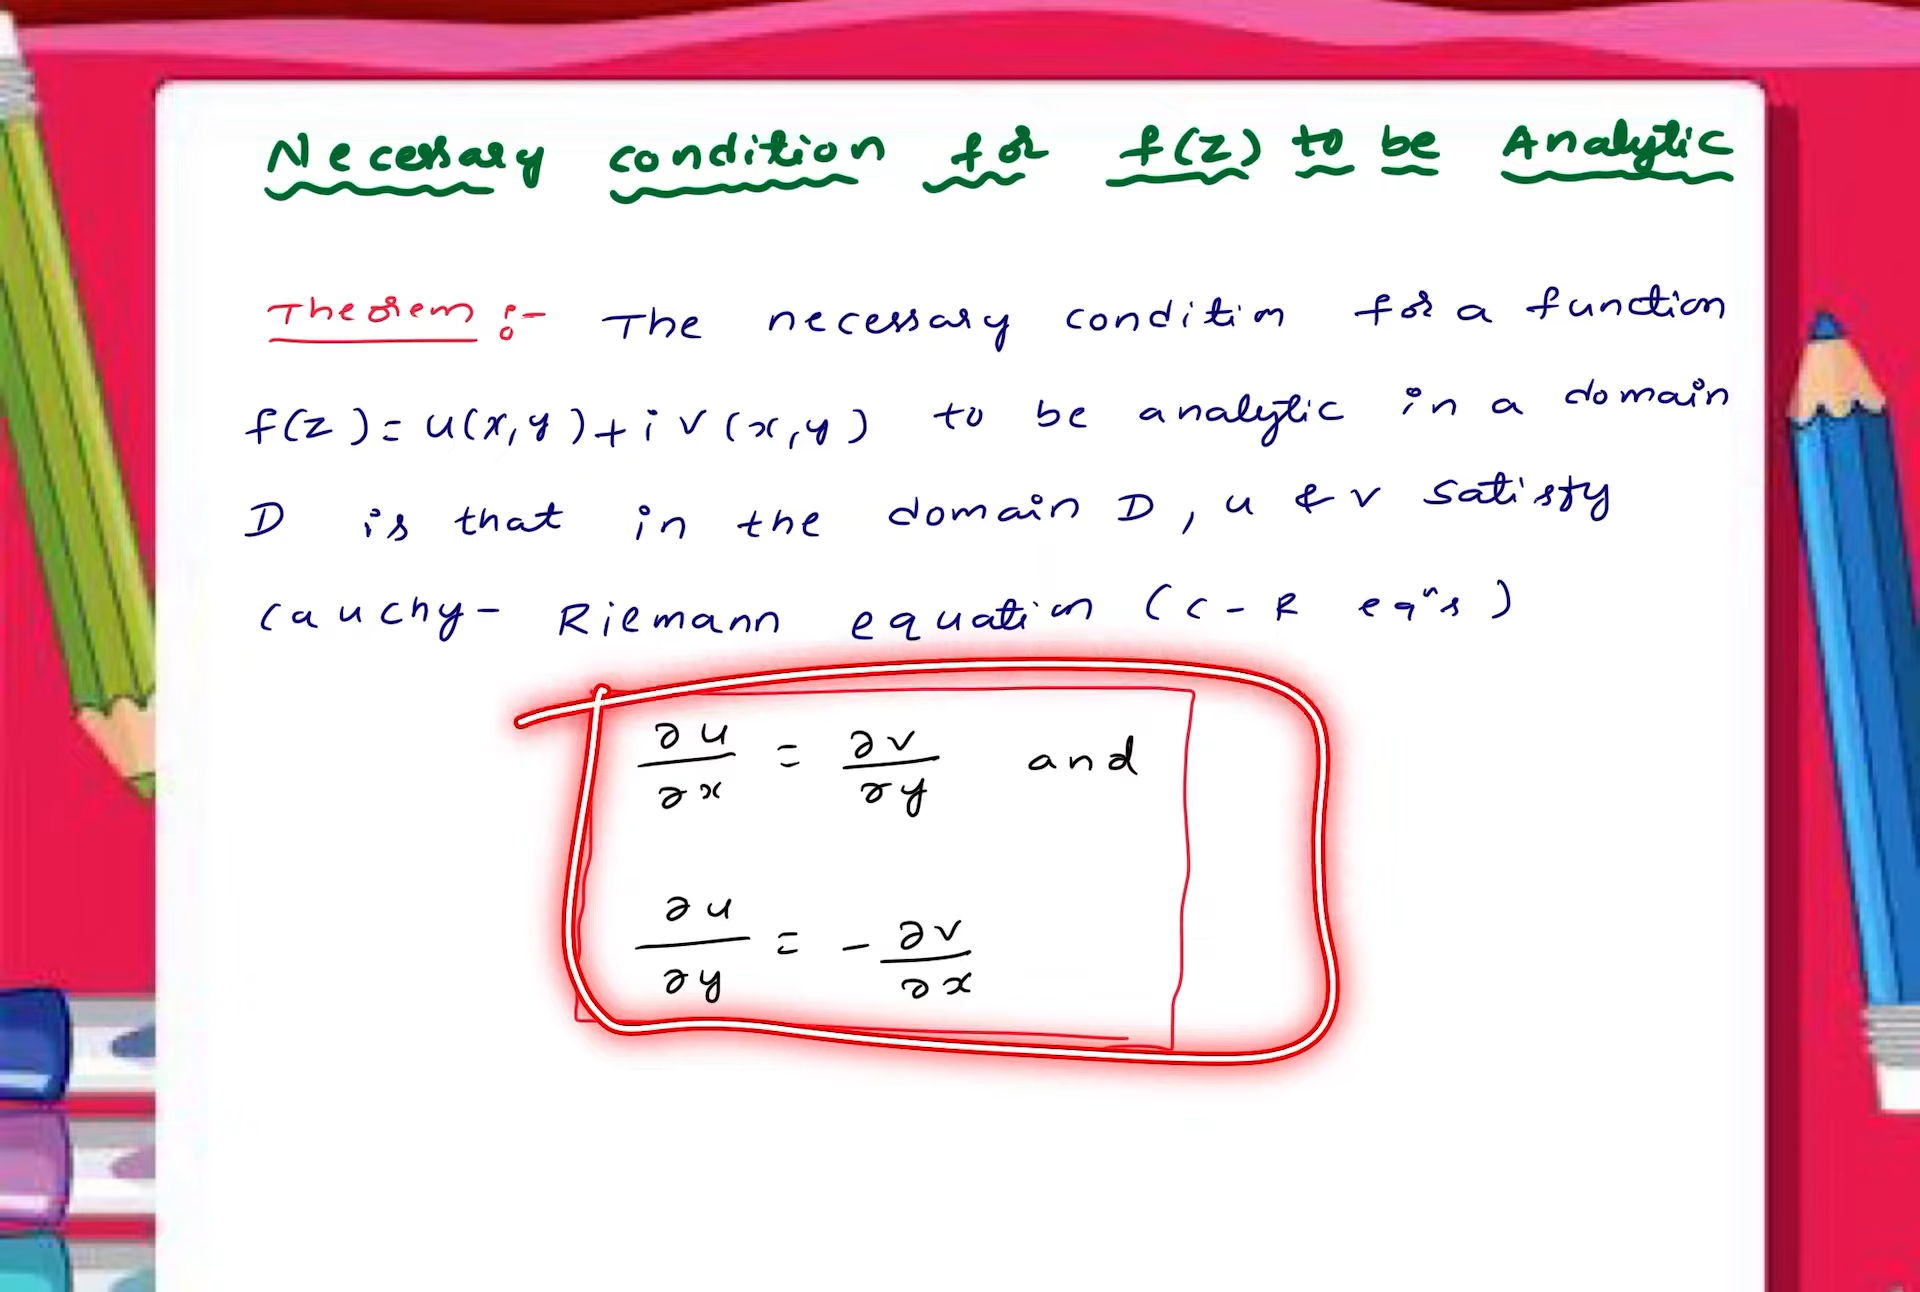 Necessary condition for f(z) to be Analytic
Theorem :- The necessary condition for a function
f(z) = u(x,y) + i v(x,y) to be analytic in a domain
D is that in the domain D, u & v satisfy
Cauchy - Riemann equation (C-R eqⁿs)
∂u/∂x = ∂v/∂y and
∂u/∂y = - ∂v/∂x